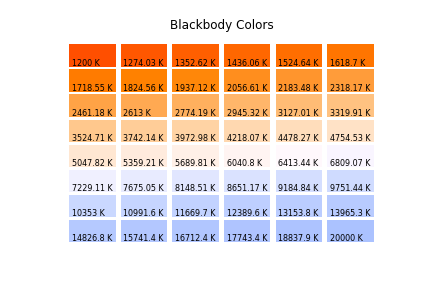 Blackbody Colors
1200 K 1274.03 K 1352.62 K 1436.06 K 1524.64 K 1618.7 K
1718.55 K 1824.56 K 1937.12 K 2056.61 K 2183.48 K 2318.17 K
2461.18 K 2613 K 2774.19 K 2945.32 K 3127.01 K 3319.91 K
3524.71 K 3742.14 K 3972.98 K 4218.07 K 4478.27 K 4754.53 K
5047.82 K 5359.21 K 5689.81 K 6040.8 K 6413.44 K 6809.07 K
7229.11 K 7675.05 K 8148.51 K 8651.17 K 9184.84 K 9751.44 K
10353 K 10991.6 K 11669.7 K 12389.6 K 13153.8 K 13965.3 K
14826.8 K 15741.4 K 16712.4 K 17743.4 K 18837.9 K 20000 K